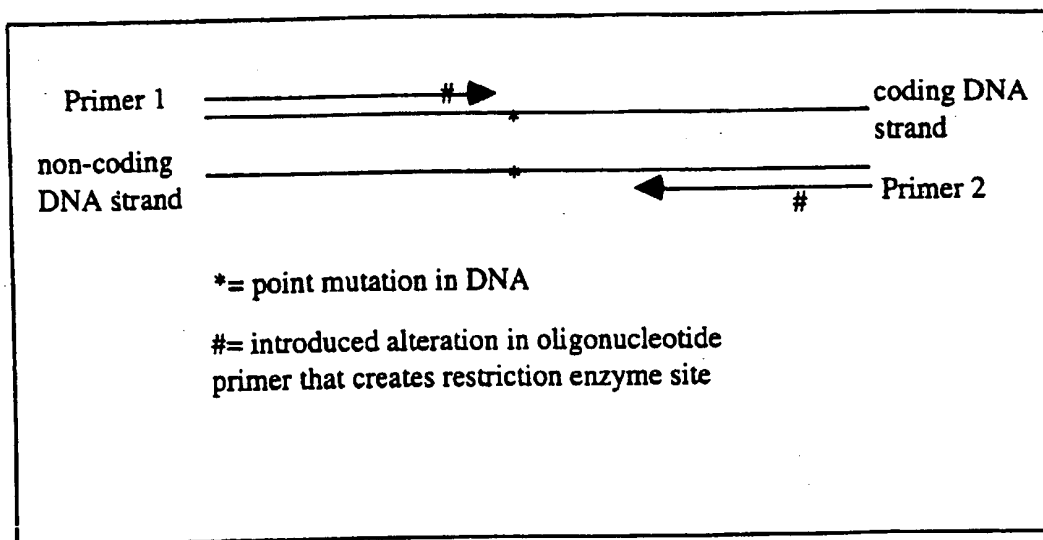 Primer 1
#
coding DNA
strand
*
non-coding
DNA strand
*
Primer 2
#
*= point mutation in DNA
#= introduced alteration in oligonucleotide
primer that creates restriction enzyme site